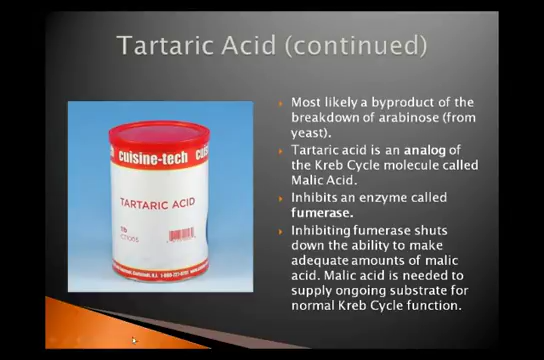 Tartaric Acid (continued)
cuisine-tech
TARTARIC ACID
Most likely a byproduct of the
breakdown of arabinose (from
yeast).
Tartaric acid is an analog of
the Kreb Cycle molecule called
Malic Acid.
Inhibits an enzyme called
fumerase.
Inhibiting fumerase shuts
down the ability to make
adequate amounts of malic
acid. Malic acid is needed to
supply ongoing substrate for
normal Kreb Cycle function.